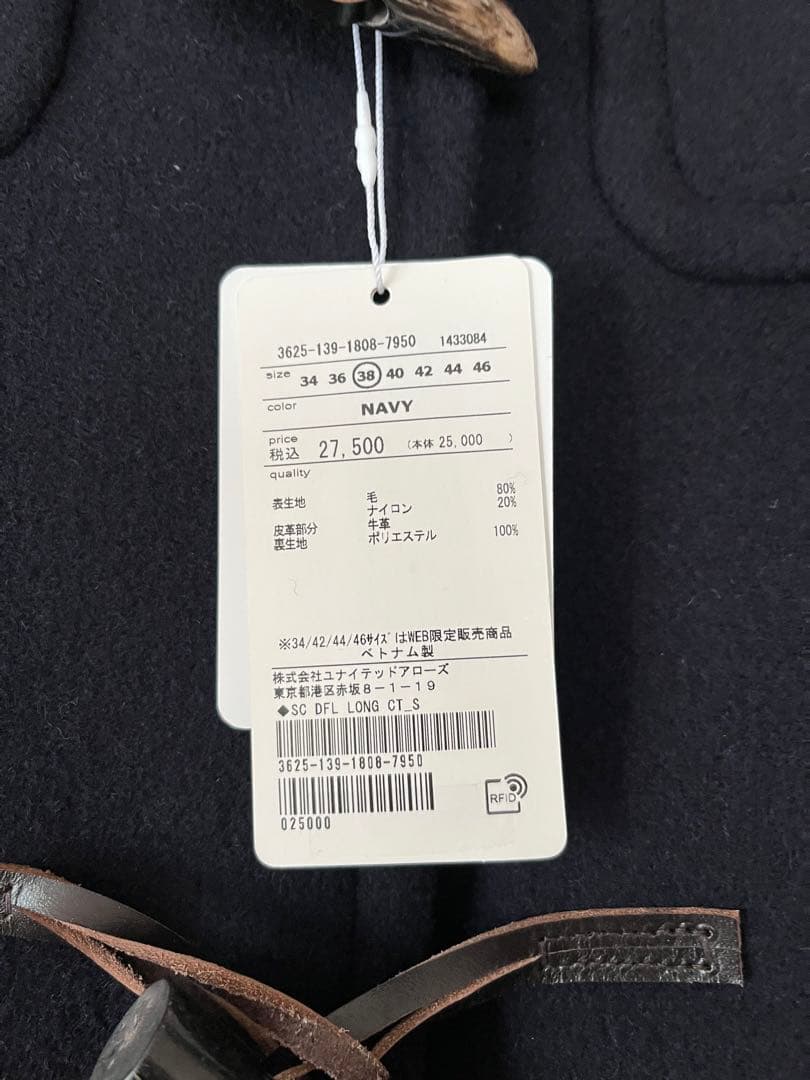 3625-139-1808-7950 1433084
size 34 36 38 40 42 44 46
color NAVY
price
税込 27,500 (本体 25,000 )
quality
表生地 毛 80%
ナイロン 20%
皮革部分 牛革
裏生地 ポリエステル 100%
※34/42/44/46ｻｲｽﾞはWEB限定販売商品
ベトナム製
株式会社ユナイテッドアローズ
東京都港区赤坂8-1-19
◆SC DFL LONG CT_S
3625-139-1808-7950
025000
RFID